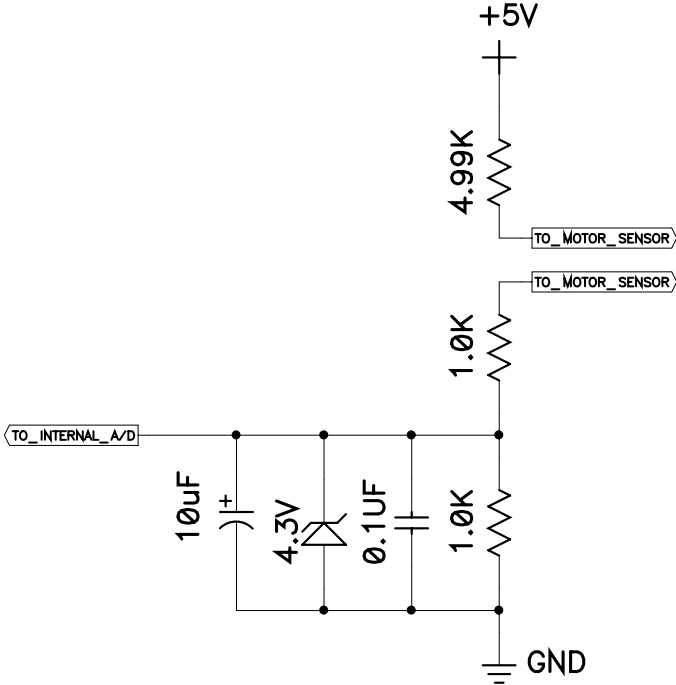 +5V
4.99K
TO_MOTOR_SENSOR
TO_MOTOR_SENSOR
1.0K
TO_INTERNAL_A/D
10uF
+
4.3V
0.1UF
1.0K
GND